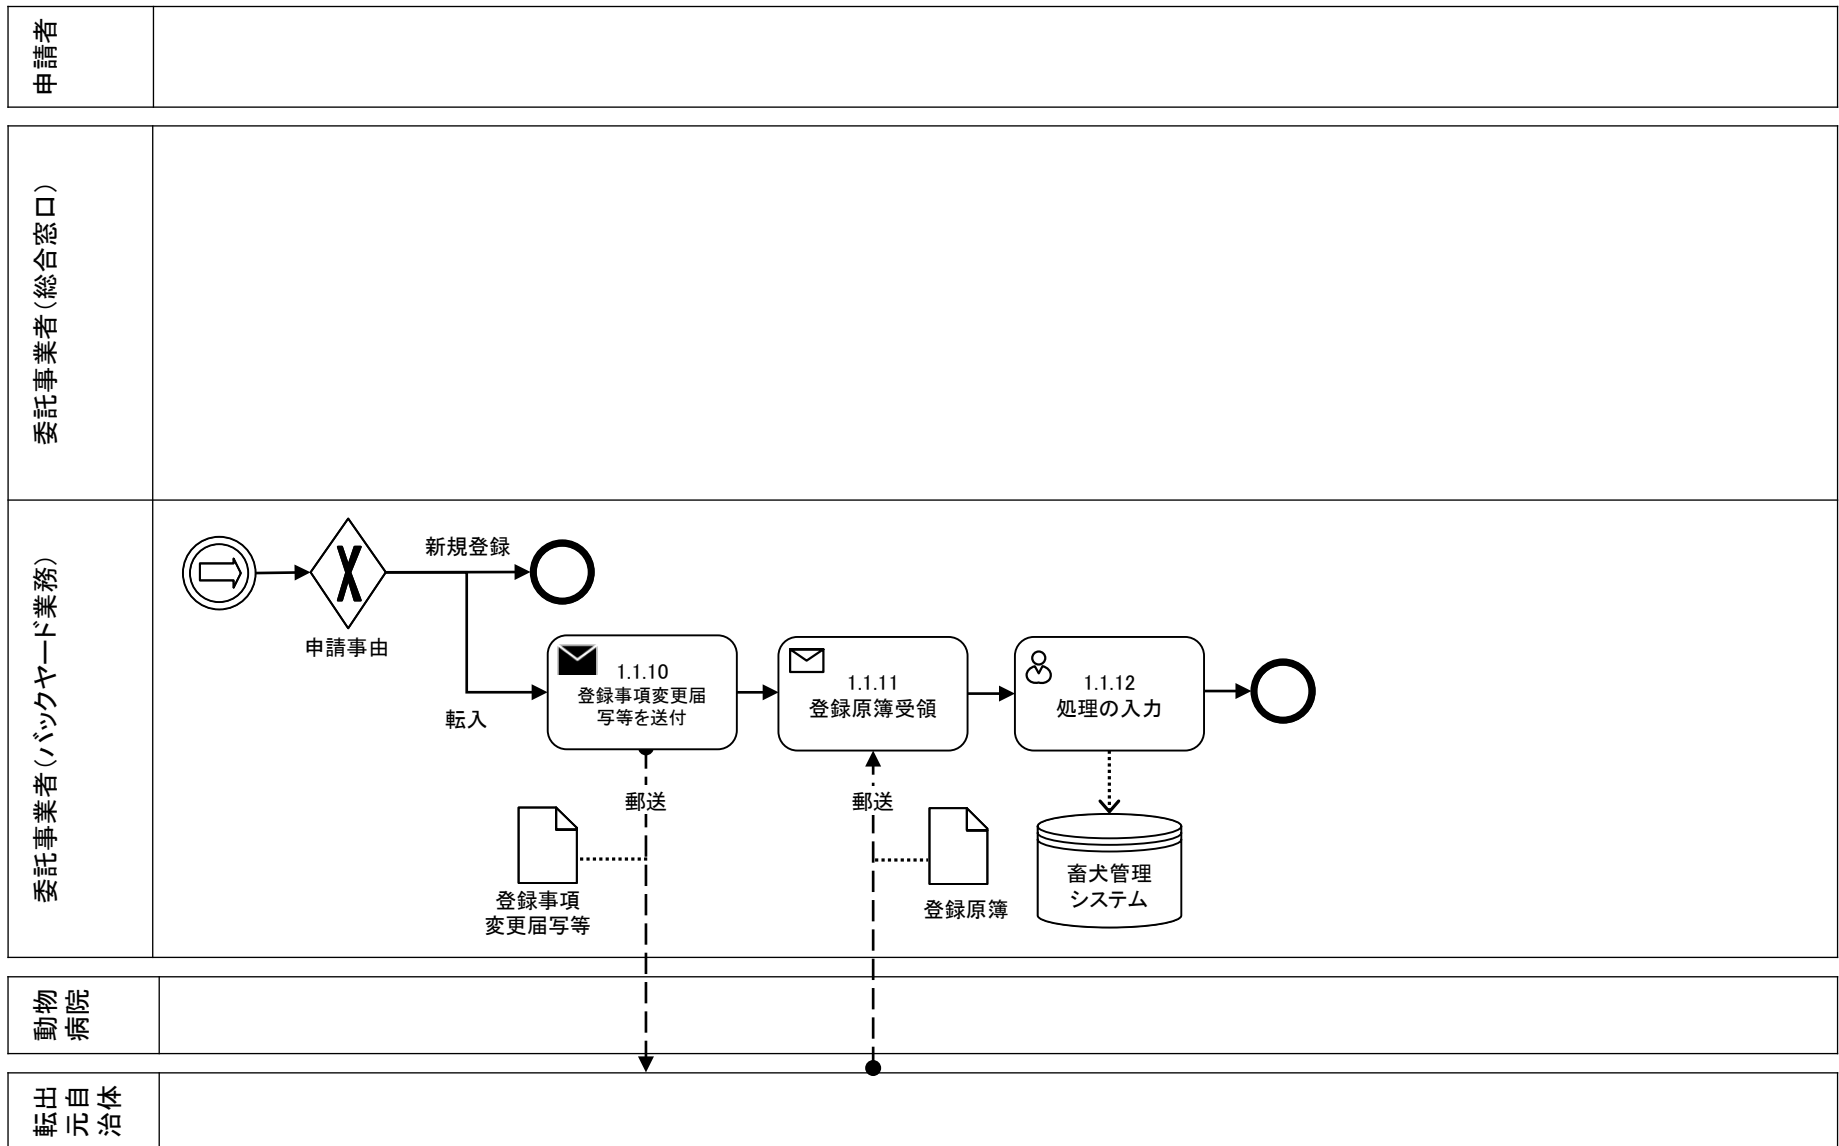 申請者
委託事業者（総合窓口）
委託事業者（バックヤード業務）
新規登録
申請事由
転入
1.1.10
登録事項変更届
写等を送付
1.1.11
登録原簿受領
1.1.12
処理の入力
郵送
郵送
登録事項
変更届写等
登録原簿
畜犬管理
システム
動物
病院
転出
元自
治体